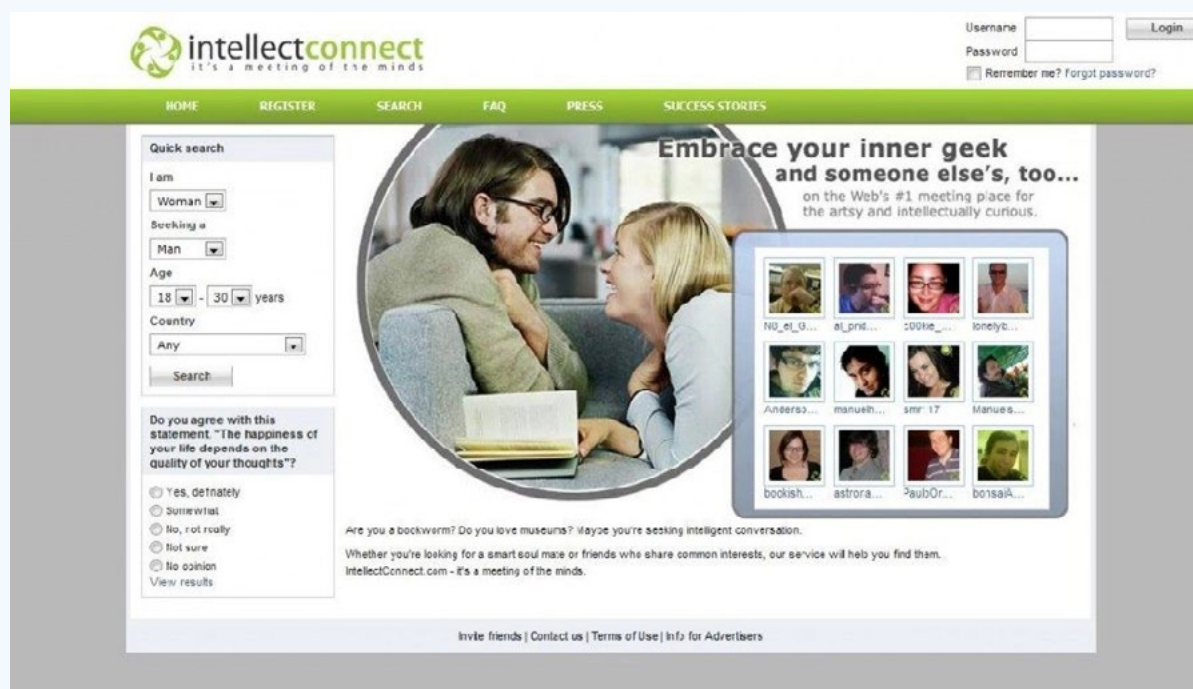 intellectconnect
it's a meeting of the minds
Username
Login
Password
Remember me? Forgot password?
HOME REGISTER SEARCH FAQ PRESS SUCCESS STORIES
Quick search
I am
Woman
Seeking a
Man
Age
18 - 30 years
Country
Any
Search
Do you agree with this
statement. "The happiness of
your life depends on the
quality of your thoughts"?
Yes, definately
Somewhat
No, not really
Not sure
No opinion
View results
Embrace your inner geek
and someone else's, too...
on the Web's #1 meeting place for
the artsy and intellectually curious.
lonelyb...
Anderso... manuelh... Manuels...
bookish... astrora... bonsaiA...
Are you a bookworm? Do you love museums? Maybe you're seeking intelligent conversation.
Whether you're looking for a smart soul mate or friends who share common interests, our service will help you find them.
IntellectConnect.com - it's a meeting of the minds.
Invite friends | Contact us | Terms of Use | Info for Advertisers